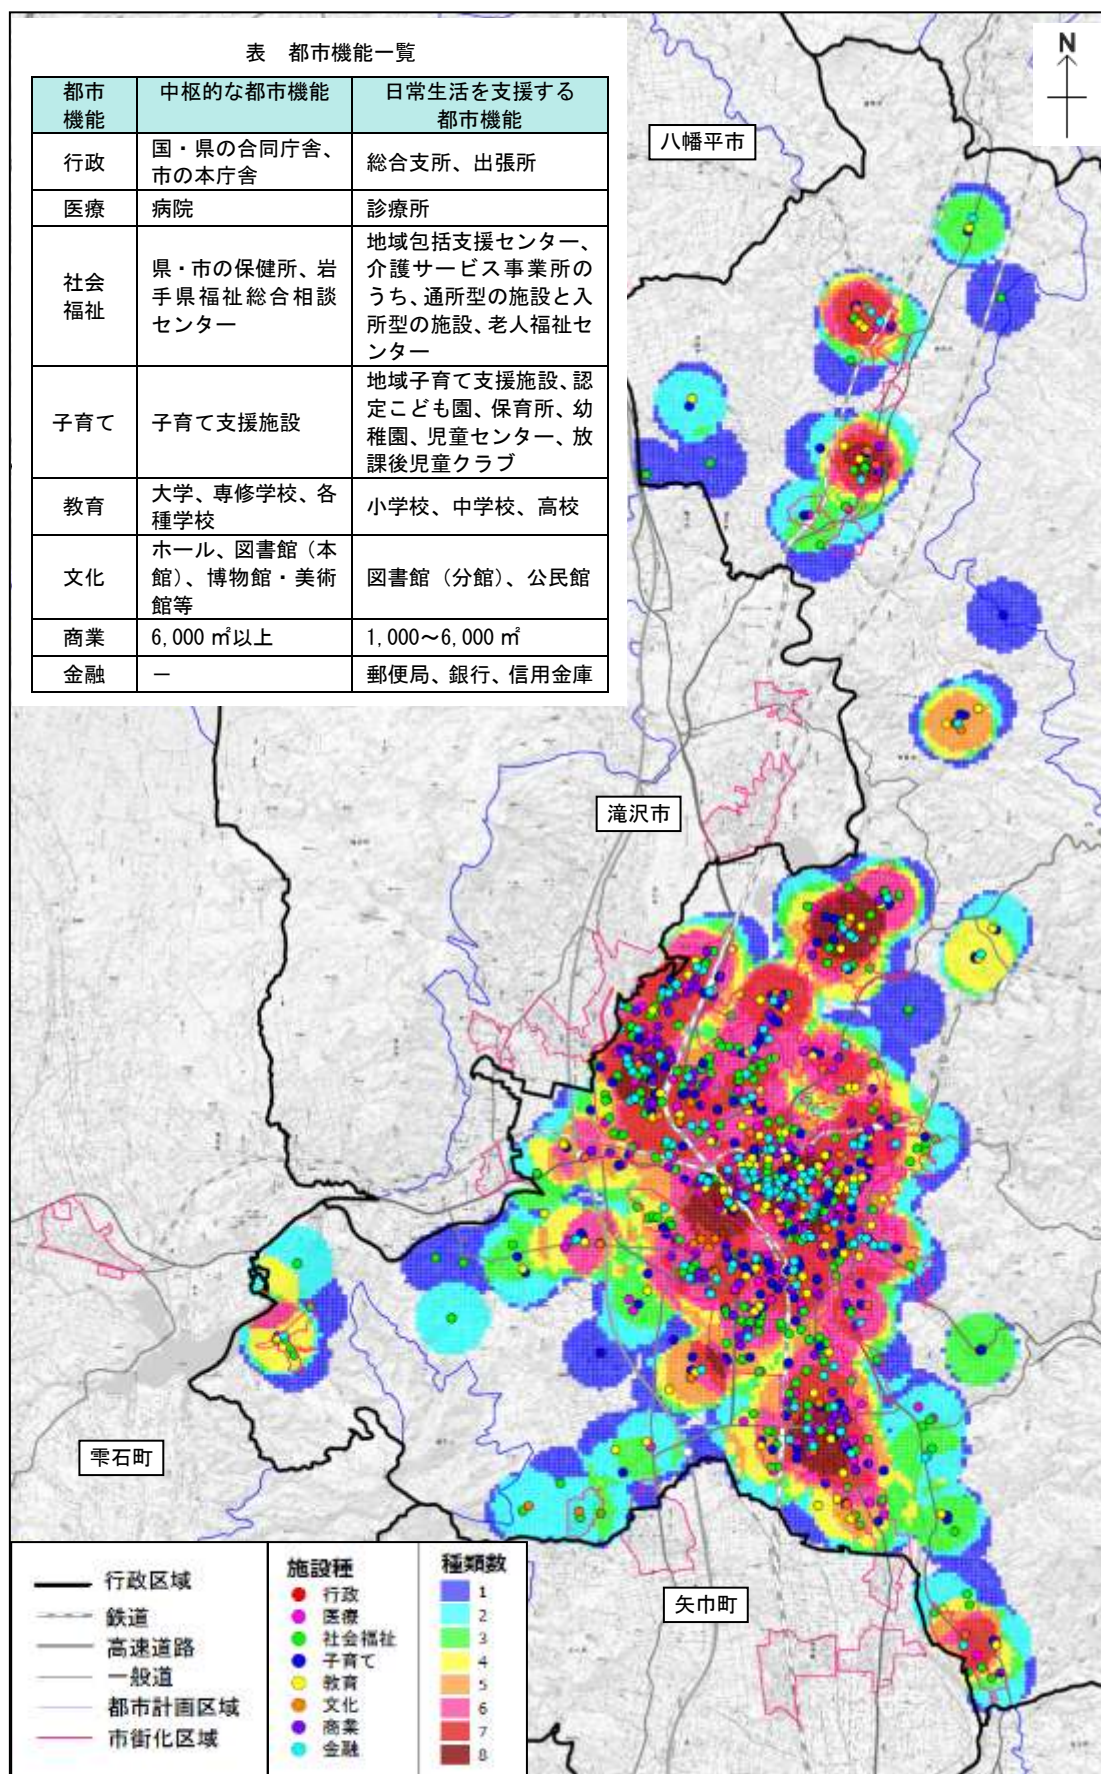 表　都市機能一覧
都市
機能
中枢的な都市機能
日常生活を支援する
都市機能
行政
国・県の合同庁舎、
市の本庁舎
総合支所、出張所
医療
病院
診療所
社会
福祉
県・市の保健所、岩
手県福祉総合相談
センター
地域包括支援センター、
介護サービス事業所の
うち、通所型の施設と入
所型の施設、老人福祉セ
ンター
子育て
子育て支援施設
地域子育て支援施設、認
定こども園、保育所、幼
稚園、児童センター、放
課後児童クラブ
教育
大学、専修学校、各
種学校
小学校、中学校、高校
文化
ホール、図書館（本
館）、博物館・美術
館等
図書館（分館）、公民館
商業
6,000 ㎡以上
1,000～6,000 ㎡
金融
－
郵便局、銀行、信用金庫
N
八幡平市
滝沢市
雫石町
矢巾町
行政区域
鉄道
高速道路
一般道
都市計画区域
市街化区域
施設種
行政
医療
社会福祉
子育て
教育
文化
商業
金融
種類数
1
2
3
4
5
6
7
8